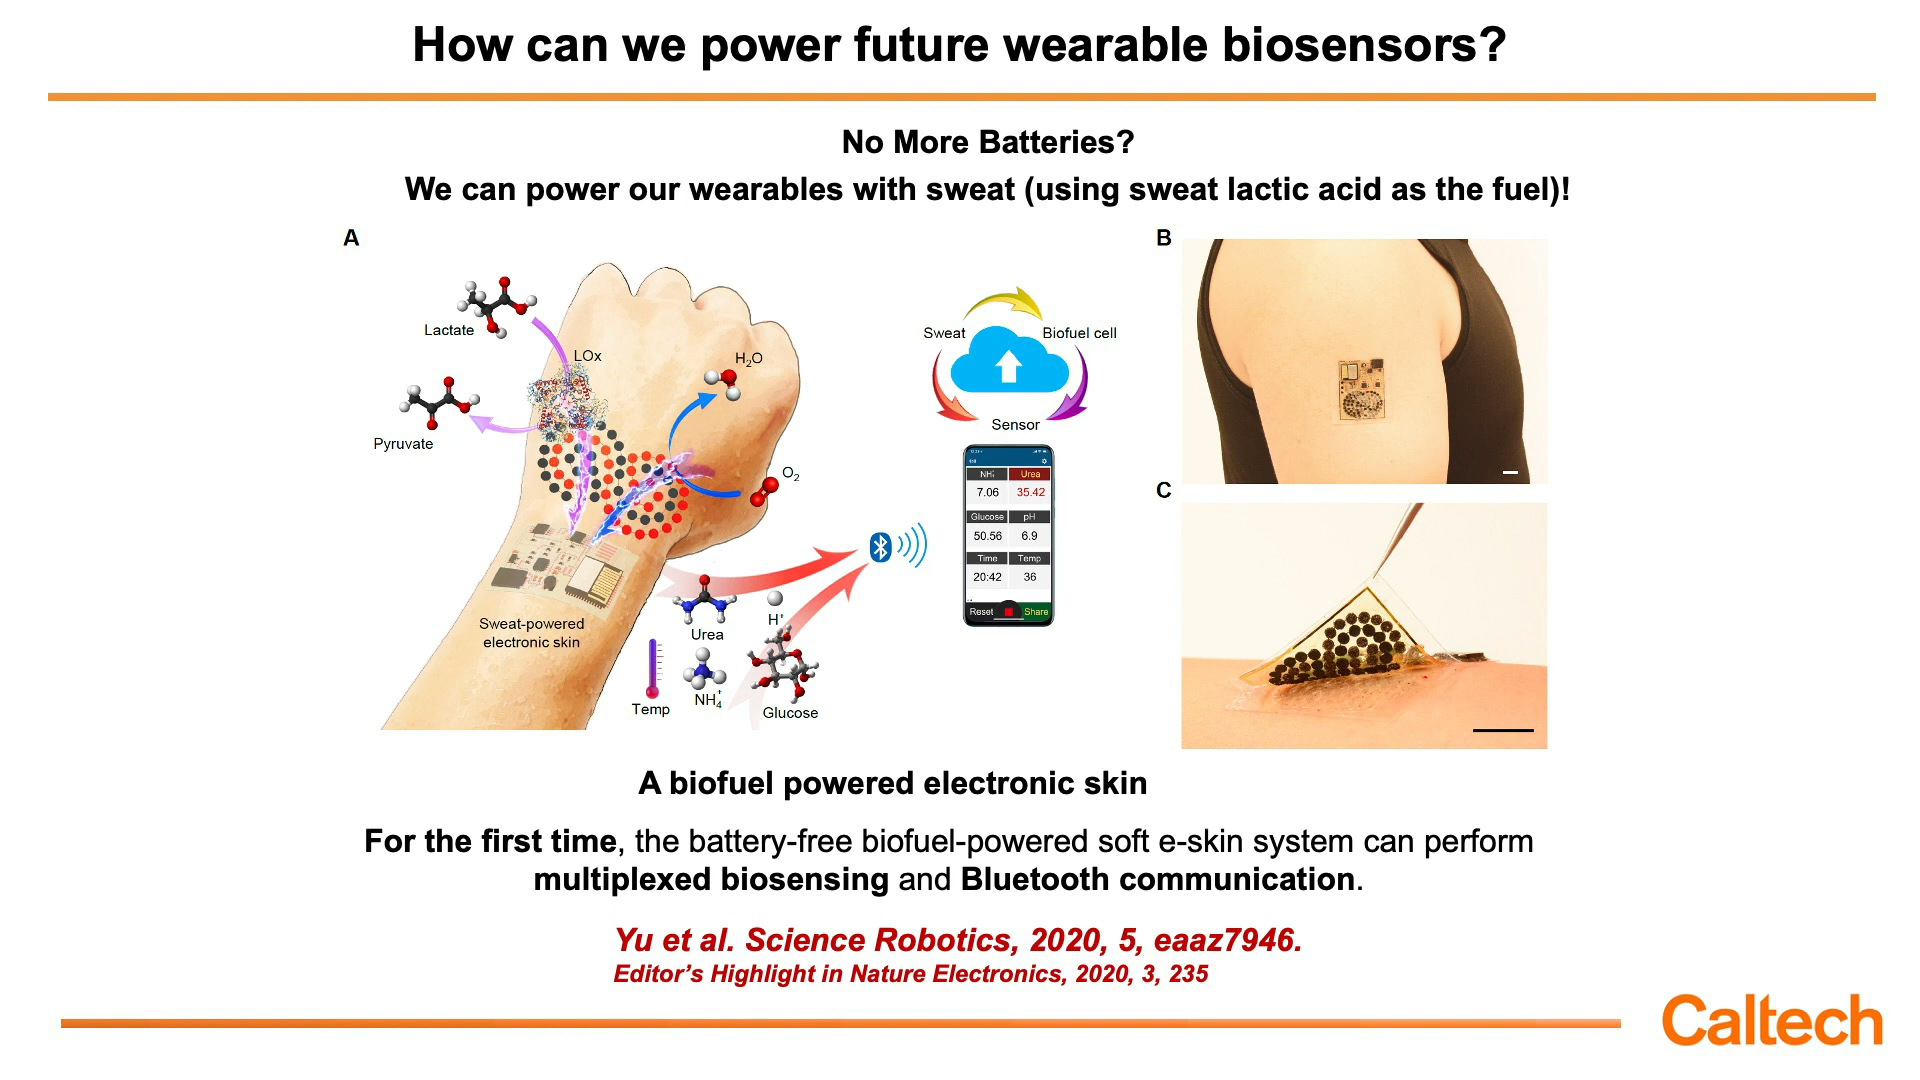 How can we power future wearable biosensors?
No More Batteries?
We can power our wearables with sweat (using sweat lactic acid as the fuel)!
A
Lactate
LOx
Pyruvate
H₂O
O₂
Sweat-powered
electronic skin
Urea
H⁺
Temp
NH₄⁺
Glucose
Sweat
Biofuel cell
Sensor
NH₄⁺ Urea
7.06 35.42
Glucose pH
50.56 6.9
Time Temp
20:42 36
Reset Share
B
C
A biofuel powered electronic skin
For the first time, the battery-free biofuel-powered soft e-skin system can perform
multiplexed biosensing and Bluetooth communication.
Yu et al. Science Robotics, 2020, 5, eaaz7946.
Editor's Highlight in Nature Electronics, 2020, 3, 235
Caltech